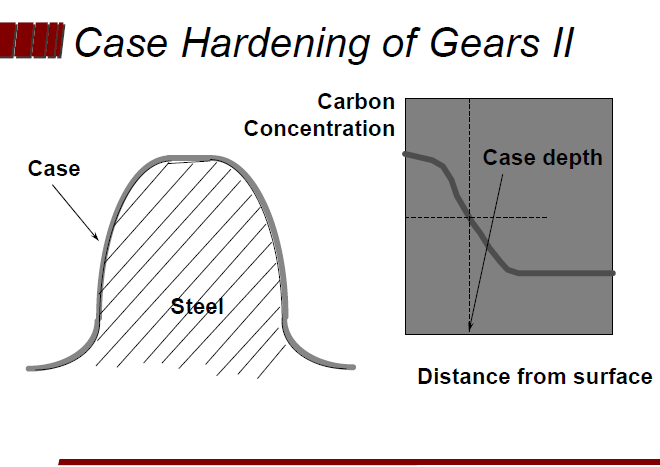 Case Hardening of Gears II
Carbon
Concentration
Case
Case depth
Steel
Distance from surface